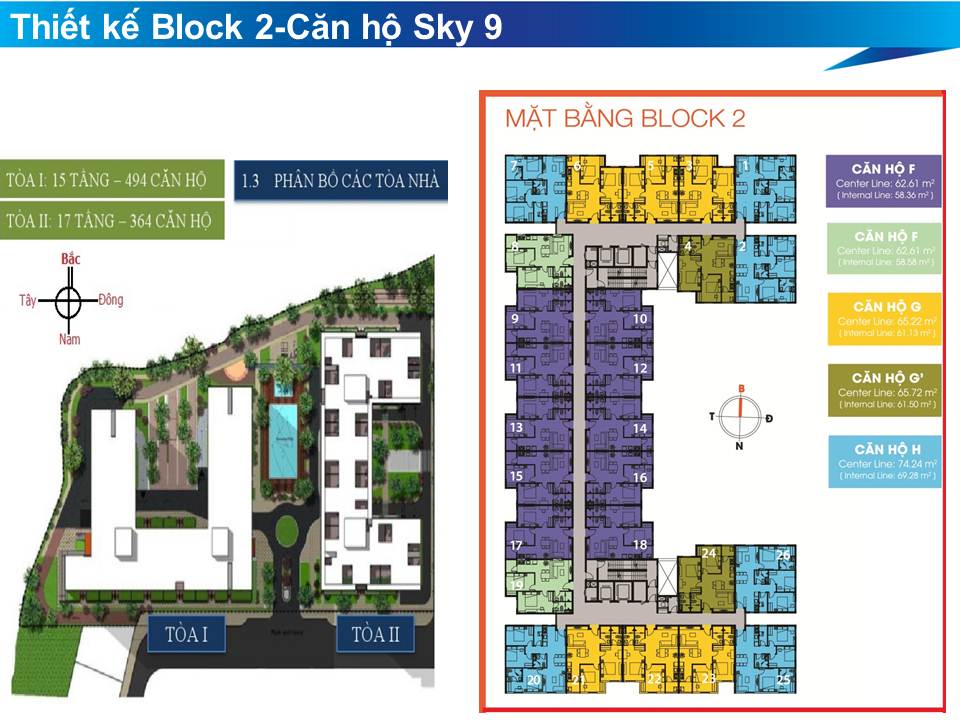 Thiết kế Block 2-Căn hộ Sky 9
TÒA I: 15 TẦNG – 494 CĂN HỘ
TÒA II: 17 TẦNG – 364 CĂN HỘ
1.3 PHÂN BỐ CÁC TÒA NHÀ
Bắc
Tây
Đông
Nam
TÒA I
TÒA II
MẶT BẰNG BLOCK 2
7
6
5
3
1
8
4
2
9
10
11
12
13
14
15
16
17
18
19
24
26
20
21
22
23
25
B
T
Đ
N
CĂN HỘ F
Center Line: 62.61 m²
( Internal Line: 58.36 m² )
CĂN HỘ F
Center Line: 62.61 m²
( Internal Line: 58.58 m² )
CĂN HỘ G
Center Line: 65.22 m²
( Internal Line: 61.13 m² )
CĂN HỘ G’
Center Line: 65.72 m²
( Internal Line: 61.50 m² )
CĂN HỘ H
Center Line: 74.24 m²
( Internal Line: 69.28 m² )